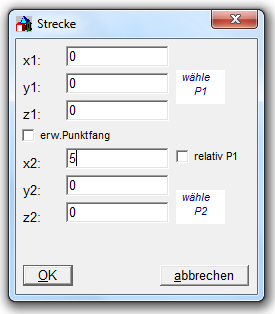 Strecke
x1: 0
y1: 0
z1: 0
wähle
P1
erw.Punktfang
x2: 5
relativ P1
y2: 0
z2: 0
wähle
P2
OK
abbrechen